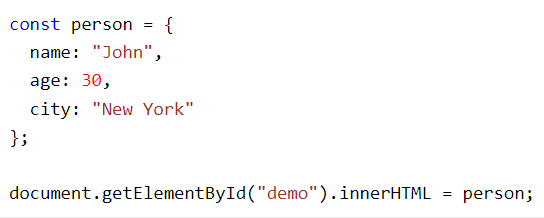 const person = {
  name: "John",
  age: 30,
  city: "New York"
};

document.getElementById("demo").innerHTML = person;